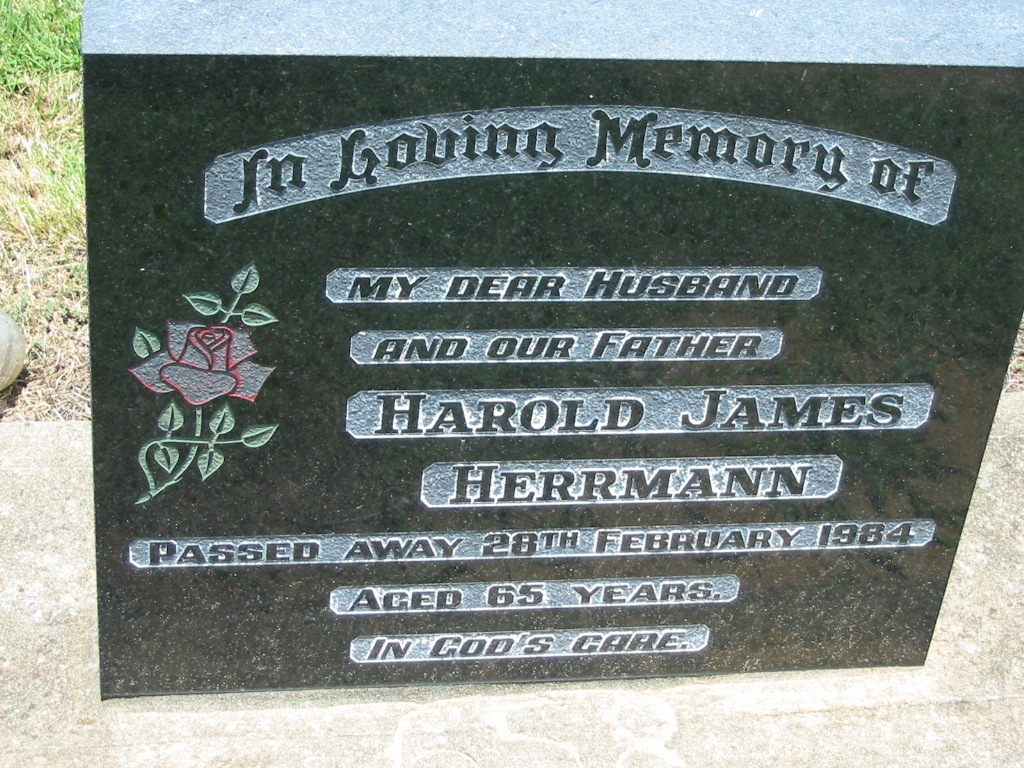 In Loving Memory of
MY DEAR HUSBAND
AND OUR FATHER
HAROLD JAMES
HERRMANN
PASSED AWAY 28TH FEBRUARY 1984
AGED 65 YEARS.
IN GOD'S CARE.